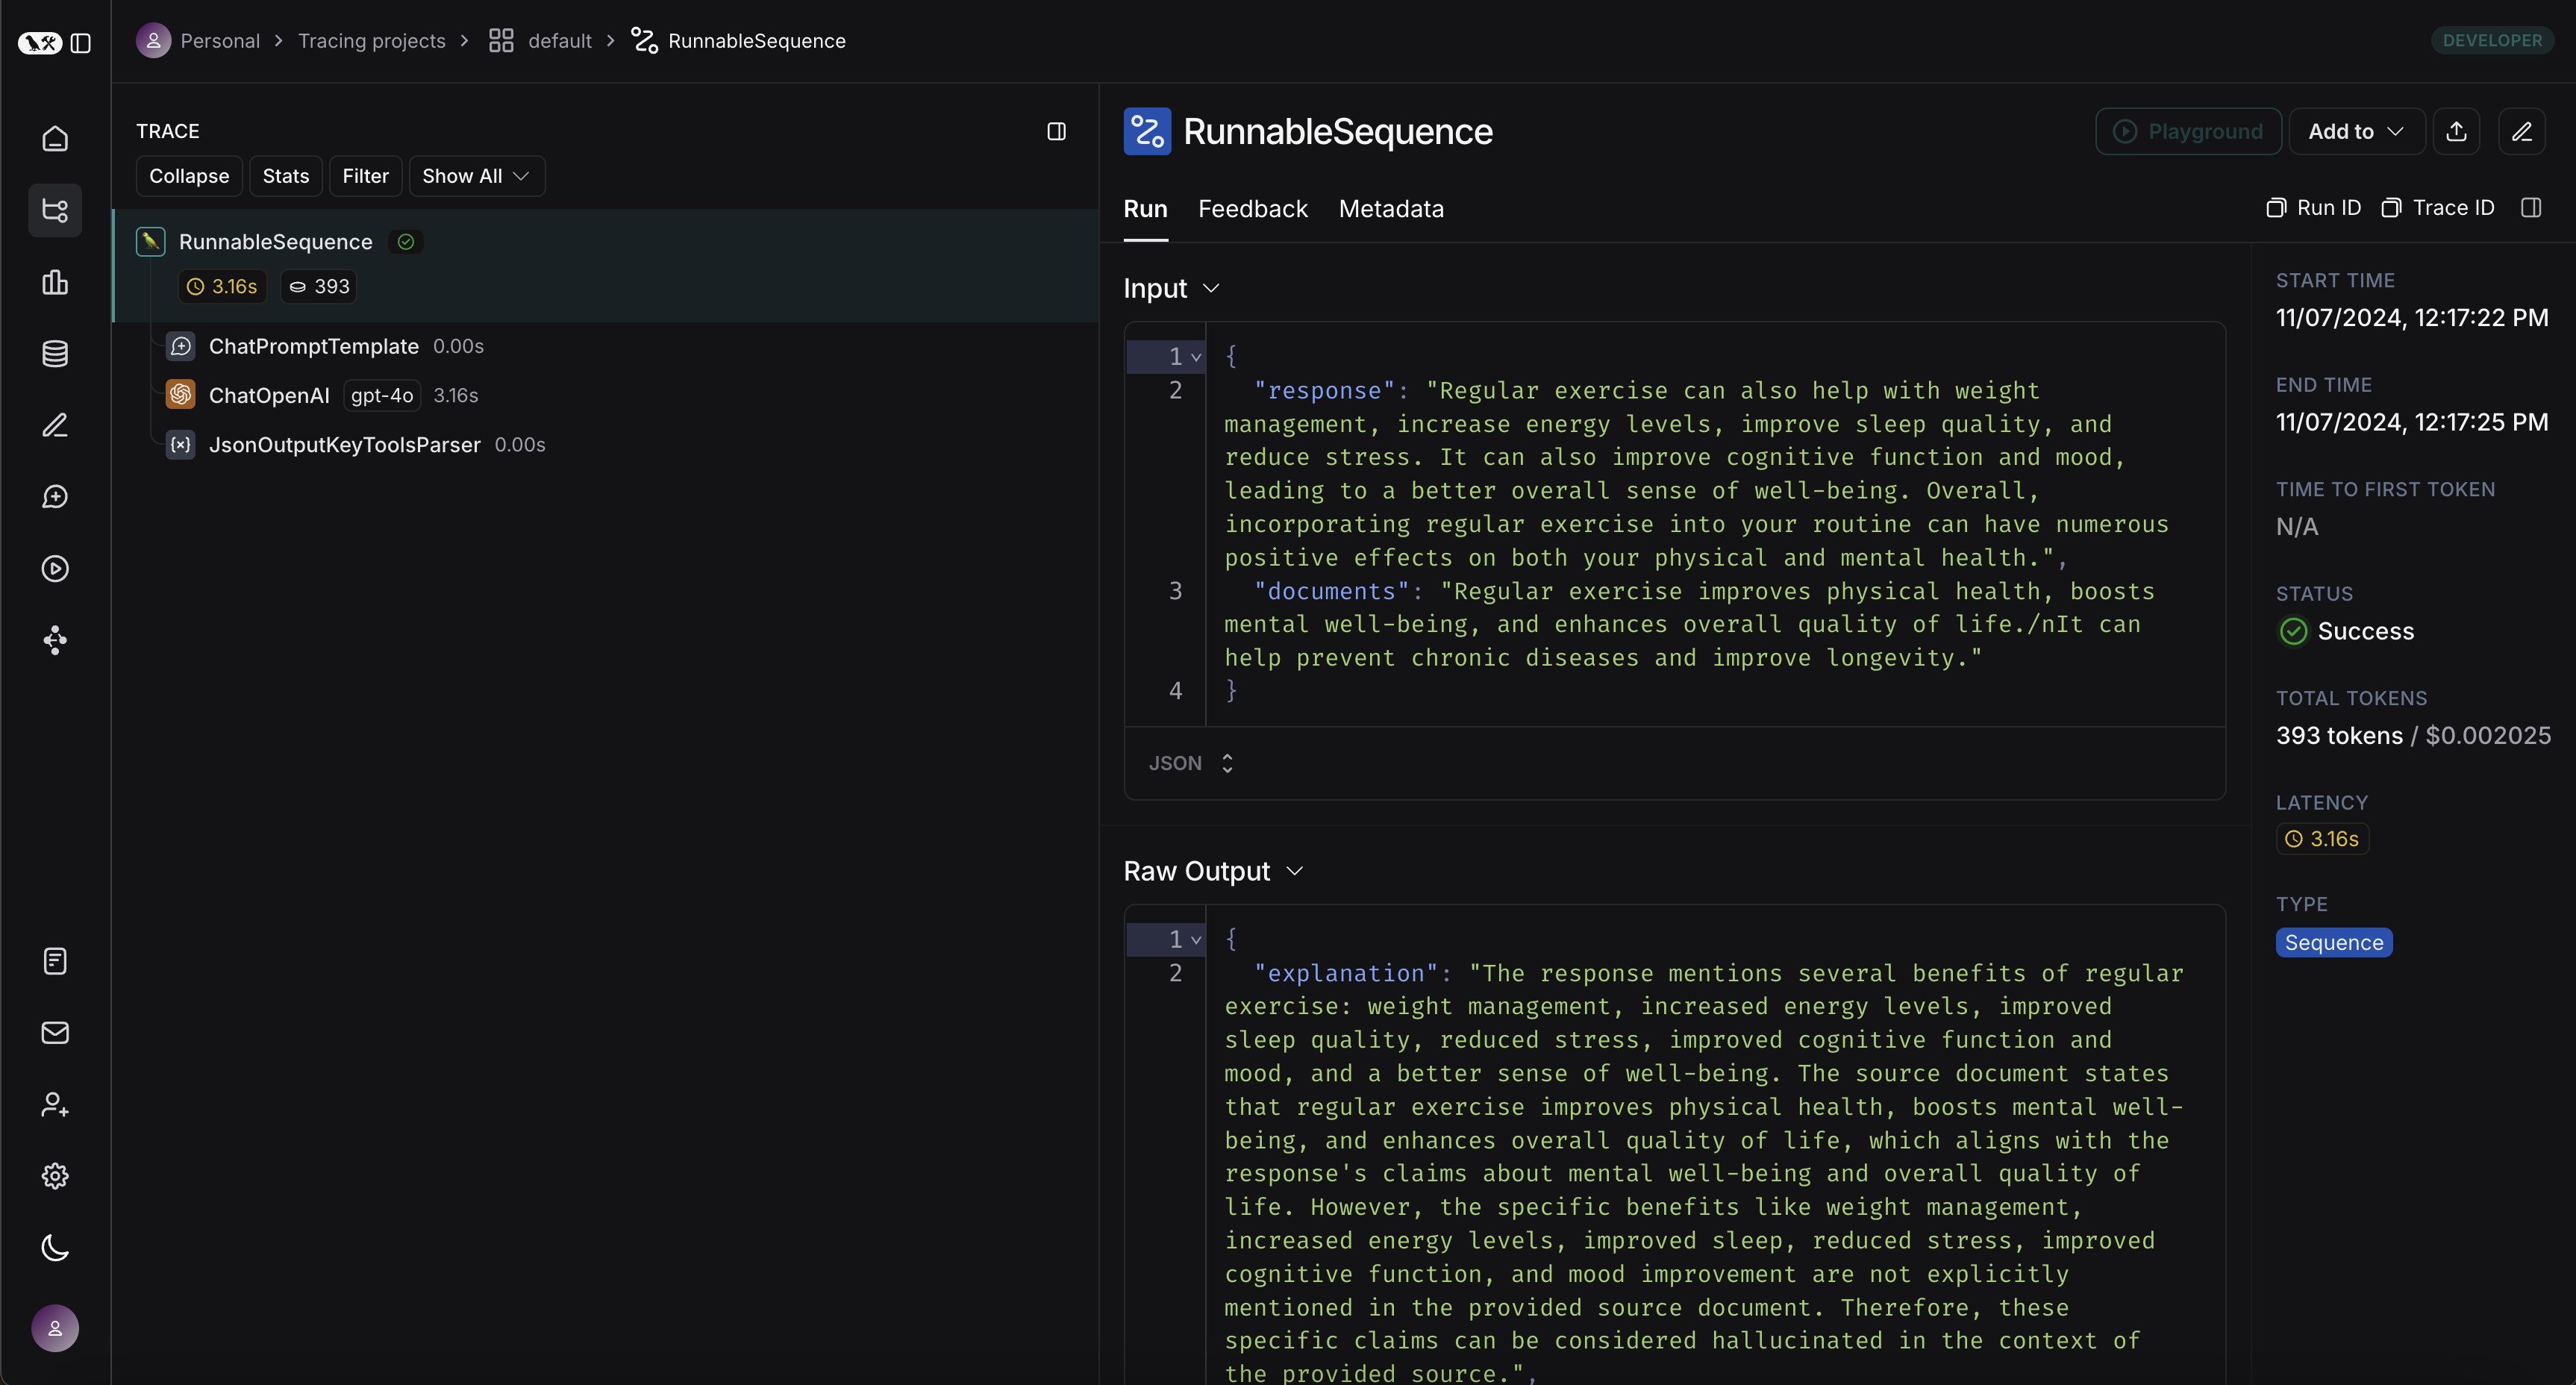 Personal > Tracing projects > default > RunnableSequence
DEVELOPER
TRACE
Collapse Stats Filter Show All
RunnableSequence
3.16s 393
ChatPromptTemplate 0.00s
ChatOpenAI gpt-4o 3.16s
{x} JsonOutputKeyToolsParser 0.00s
RunnableSequence
Playground Add to
Run Feedback Metadata
Run ID Trace ID
Input
1 {
2 "response": "Regular exercise can also help with weight
management, increase energy levels, improve sleep quality, and
reduce stress. It can also improve cognitive function and mood,
leading to a better overall sense of well-being. Overall,
incorporating regular exercise into your routine can have numerous
positive effects on both your physical and mental health.",
3 "documents": "Regular exercise improves physical health, boosts
mental well-being, and enhances overall quality of life./nIt can
help prevent chronic diseases and improve longevity."
4 }
JSON
Raw Output
1 {
2 "explanation": "The response mentions several benefits of regular
exercise: weight management, increased energy levels, improved
sleep quality, reduced stress, improved cognitive function and
mood, and a better sense of well-being. The source document states
that regular exercise improves physical health, boosts mental well-
being, and enhances overall quality of life, which aligns with the
response's claims about mental well-being and overall quality of
life. However, the specific benefits like weight management,
increased energy levels, improved sleep, reduced stress, improved
cognitive function, and mood improvement are not explicitly
mentioned in the provided source document. Therefore, these
specific claims can be considered hallucinated in the context of
the provided source.",
START TIME
11/07/2024, 12:17:22 PM
END TIME
11/07/2024, 12:17:25 PM
TIME TO FIRST TOKEN
N/A
STATUS
Success
TOTAL TOKENS
393 tokens / $0.002025
LATENCY
3.16s
TYPE
Sequence